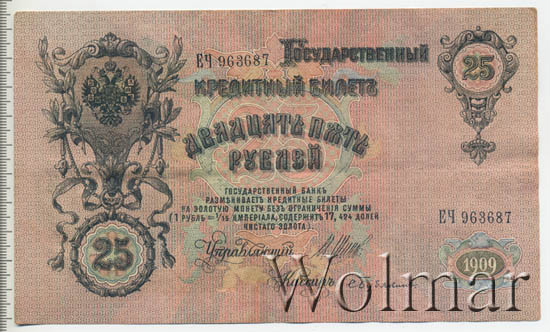 ЕЧ 963687 Государственный
25
Кредитный Билетъ
Двадцать пять
Рублей
Государственный Банкъ
размѣниваетъ кредитные билеты
на золотую монету безъ ограниченія суммы
(1 рубль = 1/15 империала, содержитъ 17, 424 долей
чистаго золота).
ЕЧ 963687
Управляющій
25
Кассиръ
1909
Wolmar